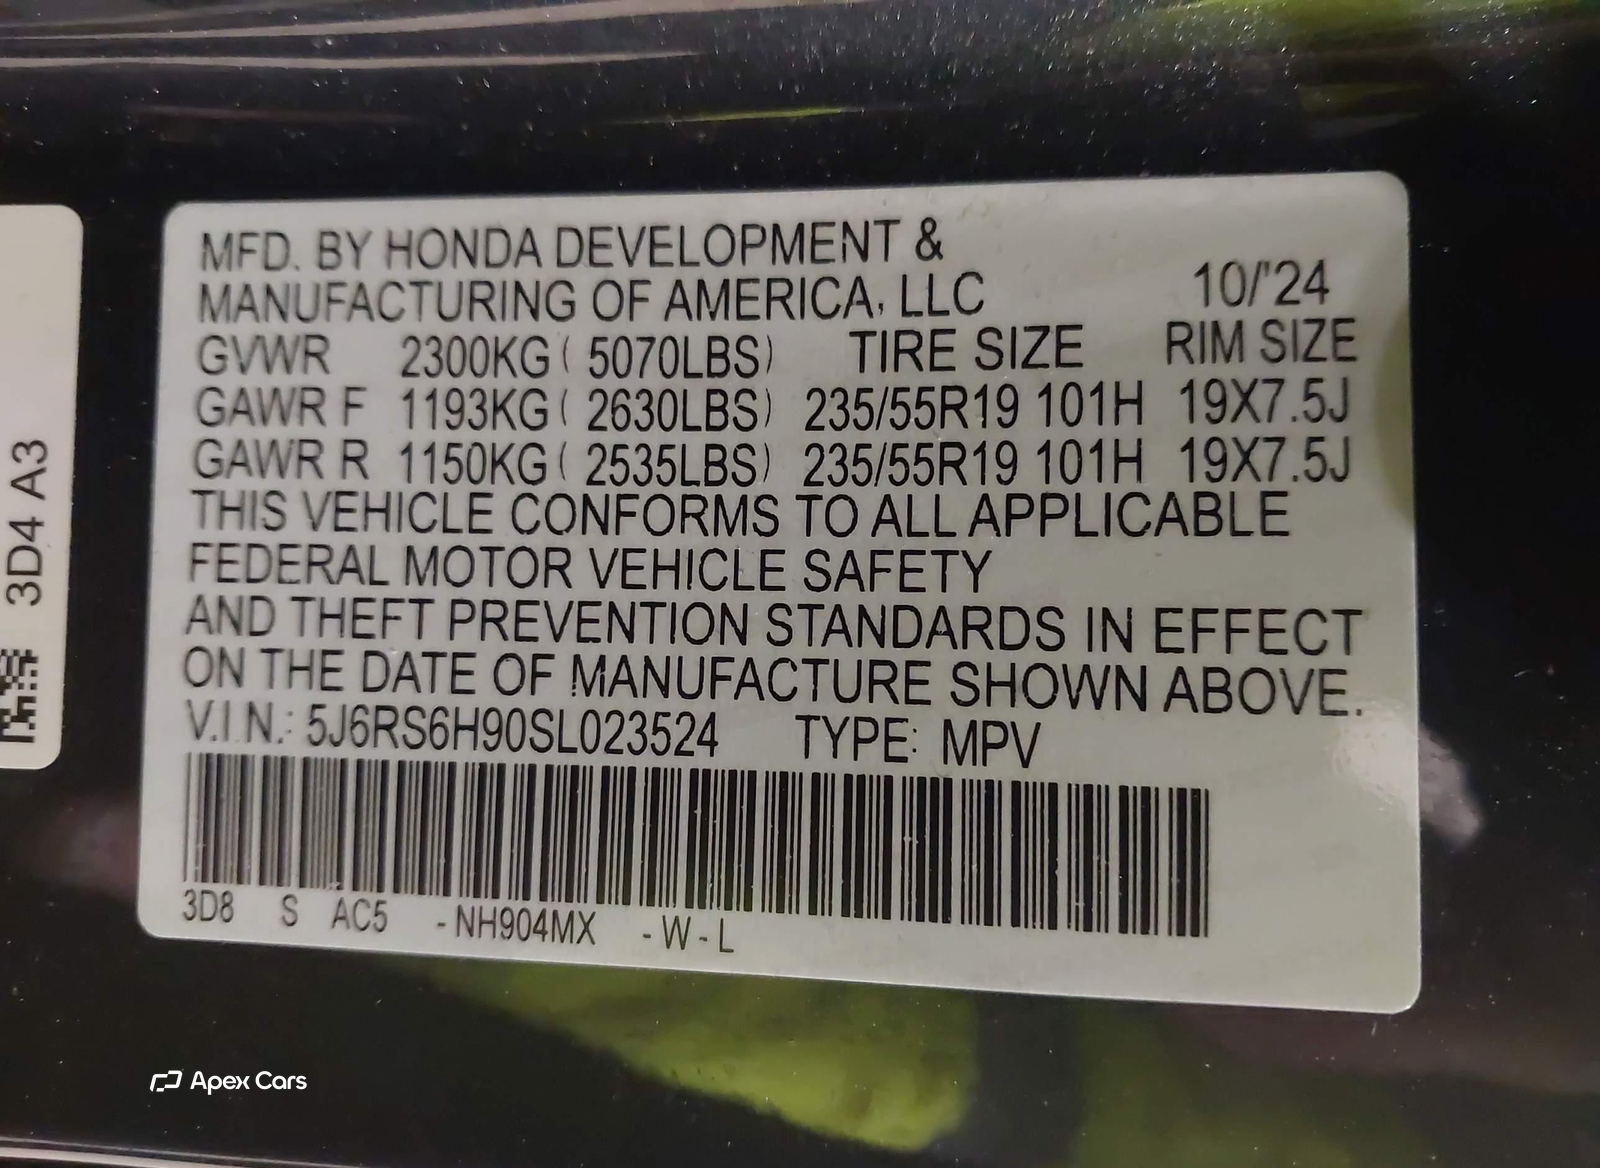 MFD. BY HONDA DEVELOPMENT &
MANUFACTURING OF AMERICA, LLC 10/'24
GVWR 2300KG ( 5070LBS) TIRE SIZE RIM SIZE
GAWR F 1193KG ( 2630LBS) 235/55R19 101H 19X7.5J
GAWR R 1150KG ( 2535LBS) 235/55R19 101H 19X7.5J
THIS VEHICLE CONFORMS TO ALL APPLICABLE
FEDERAL MOTOR VEHICLE SAFETY
AND THEFT PREVENTION STANDARDS IN EFFECT
ON THE DATE OF MANUFACTURE SHOWN ABOVE.
V.I.N.: 5J6RS6H90SL023524 TYPE: MPV
3D8 S AC5 -NH904MX -W-L
3D4 A3
Apex Cars